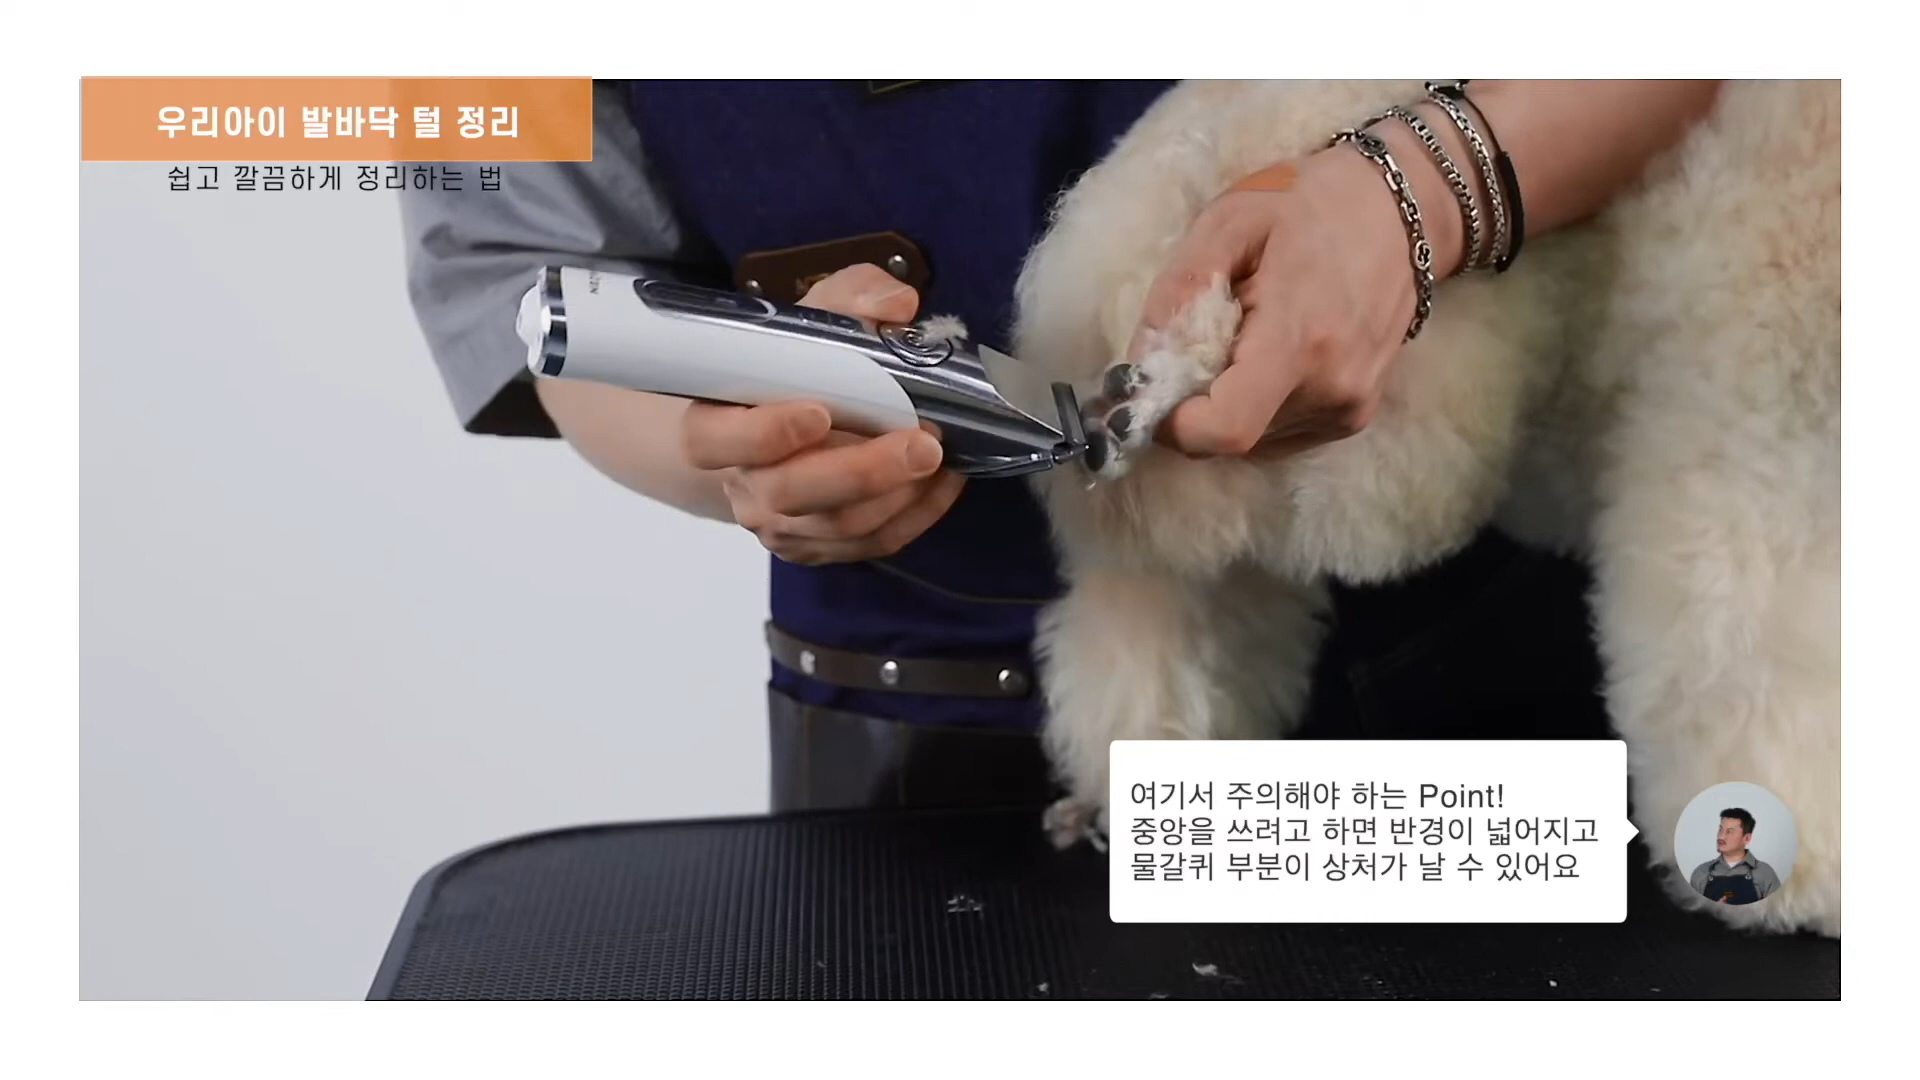 우리아이 발바닥 털 정리
쉽고 깔끔하게 정리하는 법
여기서 주의해야 하는 Point!
중앙을 쓰려고 하면 반경이 넓어지고
물갈퀴 부분이 상처가 날 수 있어요